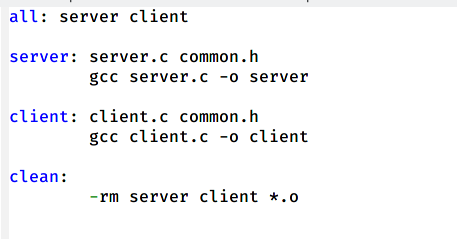 all: server client
server: server.c common.h
gcc server.c -o server
client: client.c common.h
gcc client.c -o client
clean:
-rm server client *.o